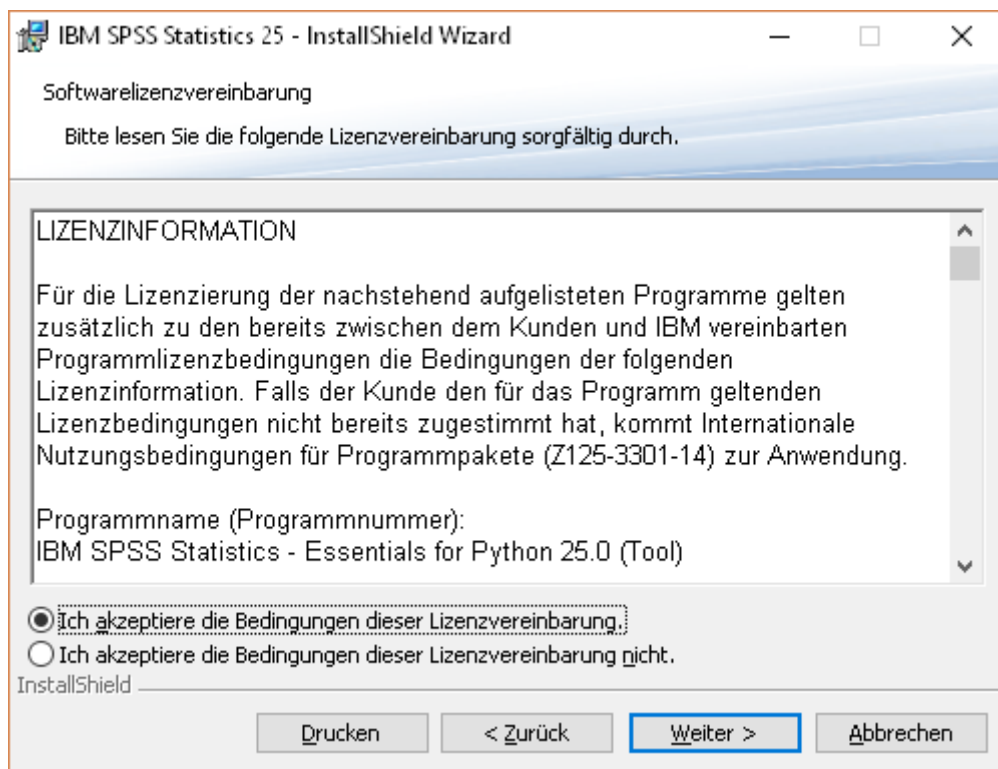 IBM SPSS Statistics 25 - InstallShield Wizard
Softwarelizenzvereinbarung
Bitte lesen Sie die folgende Lizenzvereinbarung sorgfältig durch.
LIZENZINFORMATION
Für die Lizenzierung der nachstehend aufgelisteten Programme gelten
zusätzlich zu den bereits zwischen dem Kunden und IBM vereinbarten
Programmlizenzbedingungen die Bedingungen der folgenden
Lizenzinformation. Falls der Kunde den für das Programm geltenden
Lizenzbedingungen nicht bereits zugestimmt hat, kommt Internationale
Nutzungsbedingungen für Programmpakete (Z125-3301-14) zur Anwendung.
Programmname (Programmnummer):
IBM SPSS Statistics - Essentials for Python 25.0 (Tool)
Ich akzeptiere die Bedingungen dieser Lizenzvereinbarung.
Ich akzeptiere die Bedingungen dieser Lizenzvereinbarung nicht.
InstallShield
Drucken
< Zurück
Weiter >
Abbrechen